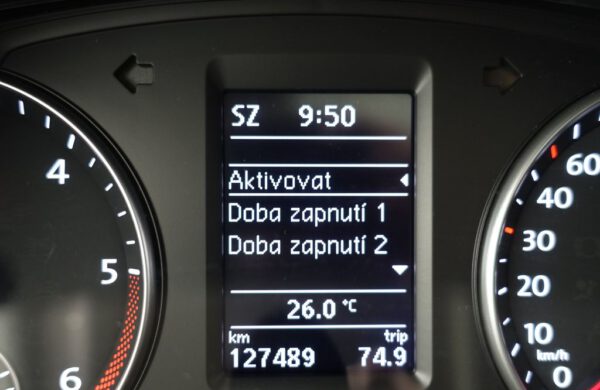 SZ 9:50
Aktivovat
Doba zapnutí 1
Doba zapnutí 2
26.0 °C
km trip
127489 74.9
4
5
6
60
40
30
20
10
km/h
0